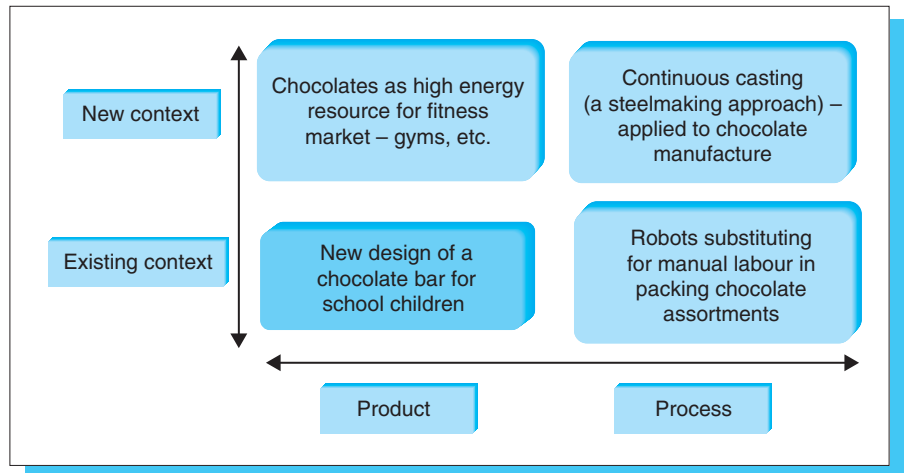 New context
Chocolates as high energy
resource for fitness
market – gyms, etc.
Continuous casting
(a steelmaking approach) –
applied to chocolate
manufacture
Existing context
New design of a
chocolate bar for
school children
Robots substituting
for manual labour in
packing chocolate
assortments
Product
Process